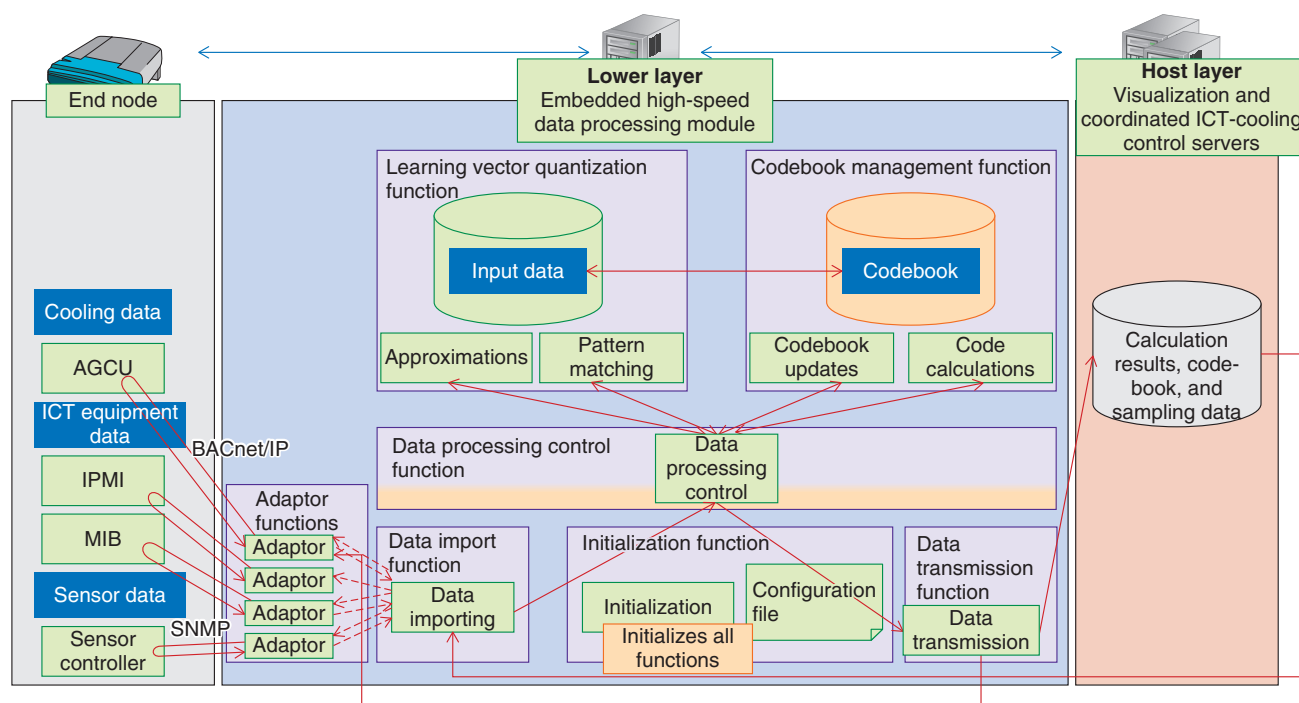 End node
Lower layer
Embedded high-speed
data processing module
Host layer
Visualization and
coordinated ICT-cooling
control servers
Cooling data
AGCU
ICT equipment
data
IPMI
MIB
Sensor data
Sensor
controller
BACnet/IP
SNMP
Learning vector quantization
function
Input data
Approximations
Pattern
matching
Codebook management function
Codebook
Codebook
updates
Code
calculations
Data processing control
function
Data
processing
control
Adaptor
functions
Adaptor
Adaptor
Adaptor
Adaptor
Data import
function
Data
importing
Initialization function
Initialization
Configuration
file
Initializes all
functions
Data
transmission
function
Data
transmission
Calculation
results, code-
book, and
sampling data